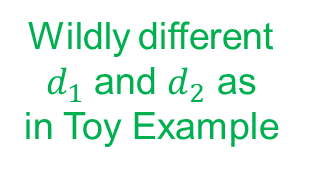 Wildly different
d₁ and d₂ as
in Toy Example